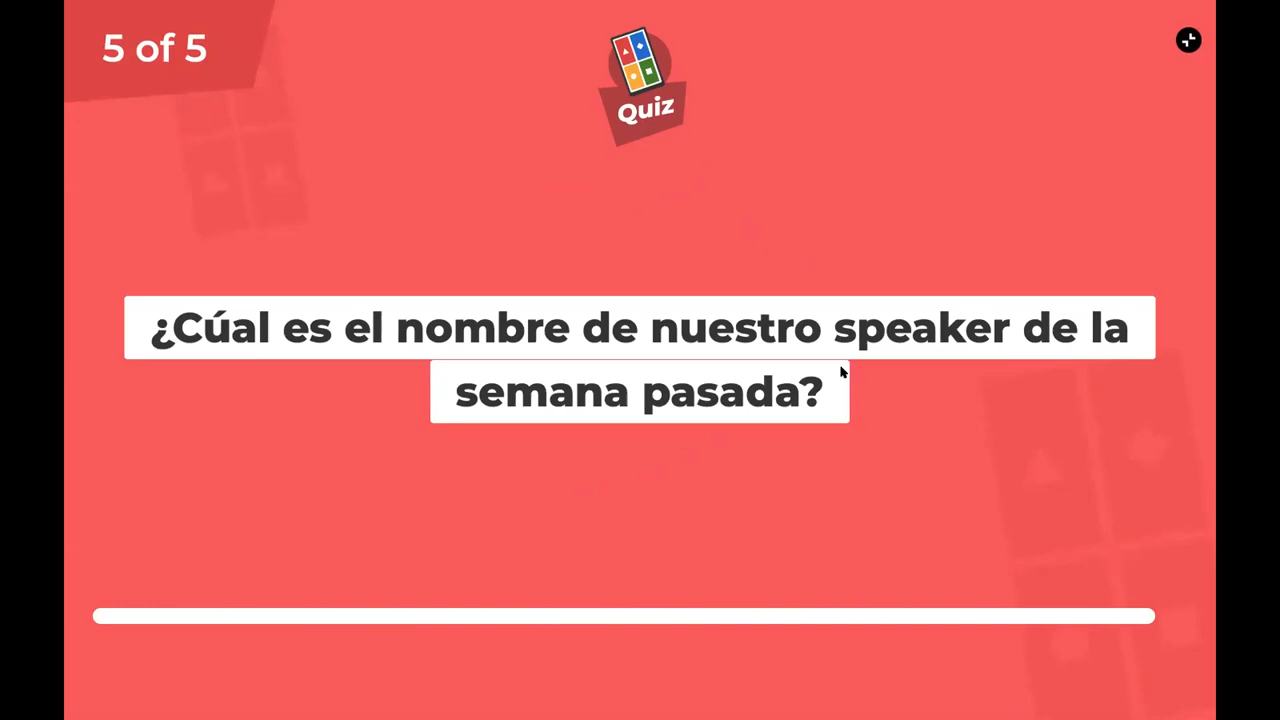 5 of 5
Quiz
¿Cúal es el nombre de nuestro speaker de la
semana pasada?